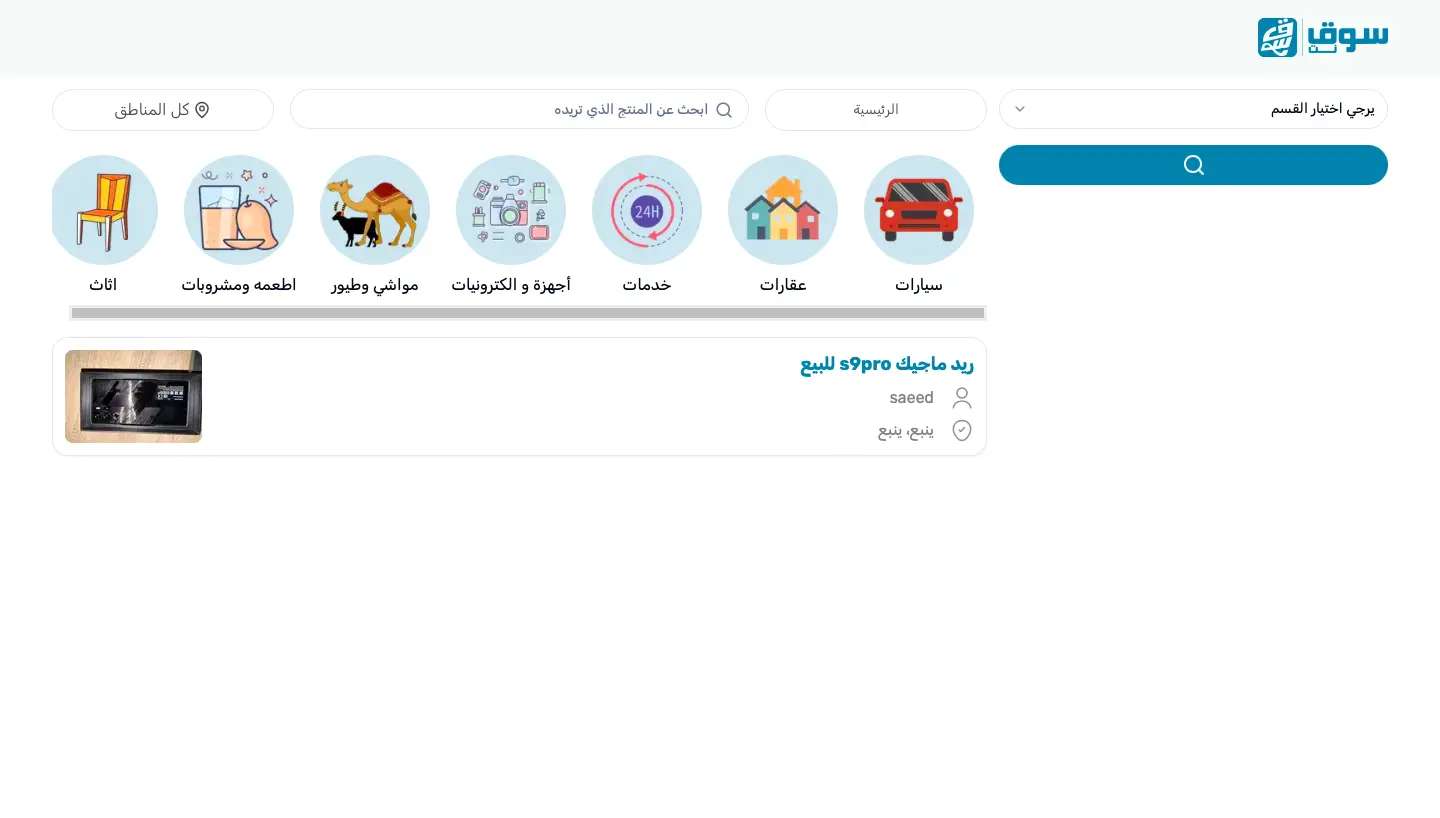 سوق
نت
يرجي اختيار القسم
الرئيسية
ابحث عن المنتج الذي تريده
كل المناطق
24H
سيارات
عقارات
خدمات
أجهزة و الكترونيات
مواشي وطيور
اطعمه ومشروبات
اثاث
ريد ماجيك s9pro للبيع
saeed
ينبع، ينبع